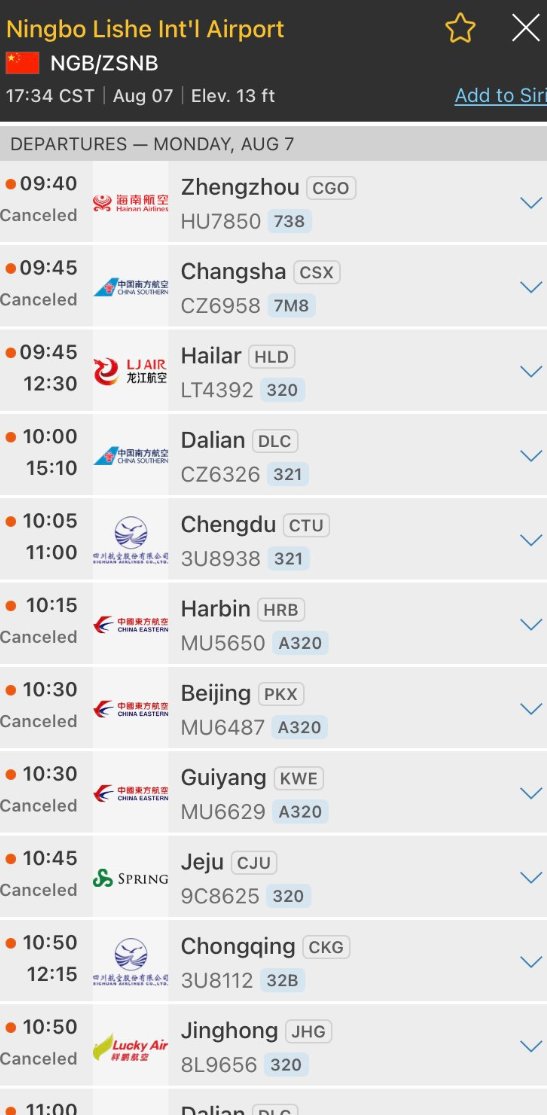 Ningbo Lishe Int'l Airport
NGB/ZSNB
17:34 CST | Aug 07 | Elev. 13 ft
Add to Siri
DEPARTURES — MONDAY, AUG 7
09:40
Canceled
海南航空
Hainan Airlines
Zhengzhou CGO
HU7850 738
09:45
Canceled
中国南方航空
CHINA SOUTHERN
Changsha CSX
CZ6958 7M8
09:45
12:30
LJ AIR
龙江航空
Hailar HLD
LT4392 320
10:00
15:10
中国南方航空
CHINA SOUTHERN
Dalian DLC
CZ6326 321
10:05
11:00
四川航空股份有限公司
SICHUAN AIRLINES CO.,LTD.
Chengdu CTU
3U8938 321
10:15
Canceled
中國東方航空
CHINA EASTERN
Harbin HRB
MU5650 A320
10:30
Canceled
中國東方航空
CHINA EASTERN
Beijing PKX
MU6487 A320
10:30
Canceled
中國東方航空
CHINA EASTERN
Guiyang KWE
MU6629 A320
10:45
Canceled
SPRING
Jeju CJU
9C8625 320
10:50
12:15
四川航空股份有限公司
SICHUAN AIRLINES CO.,LTD.
Chongqing CKG
3U8112 32B
10:50
Canceled
Lucky Air
祥鹏航空
Jinghong JHG
8L9656 320
11:00
Dalian DLC